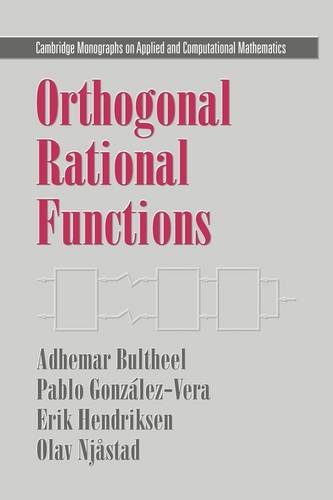 Cambridge Monographs on Applied and Computational Mathematics
Orthogonal
Rational
Functions
Adhemar Bultheel
Pablo González-Vera
Erik Hendriksen
Olav Njåstad